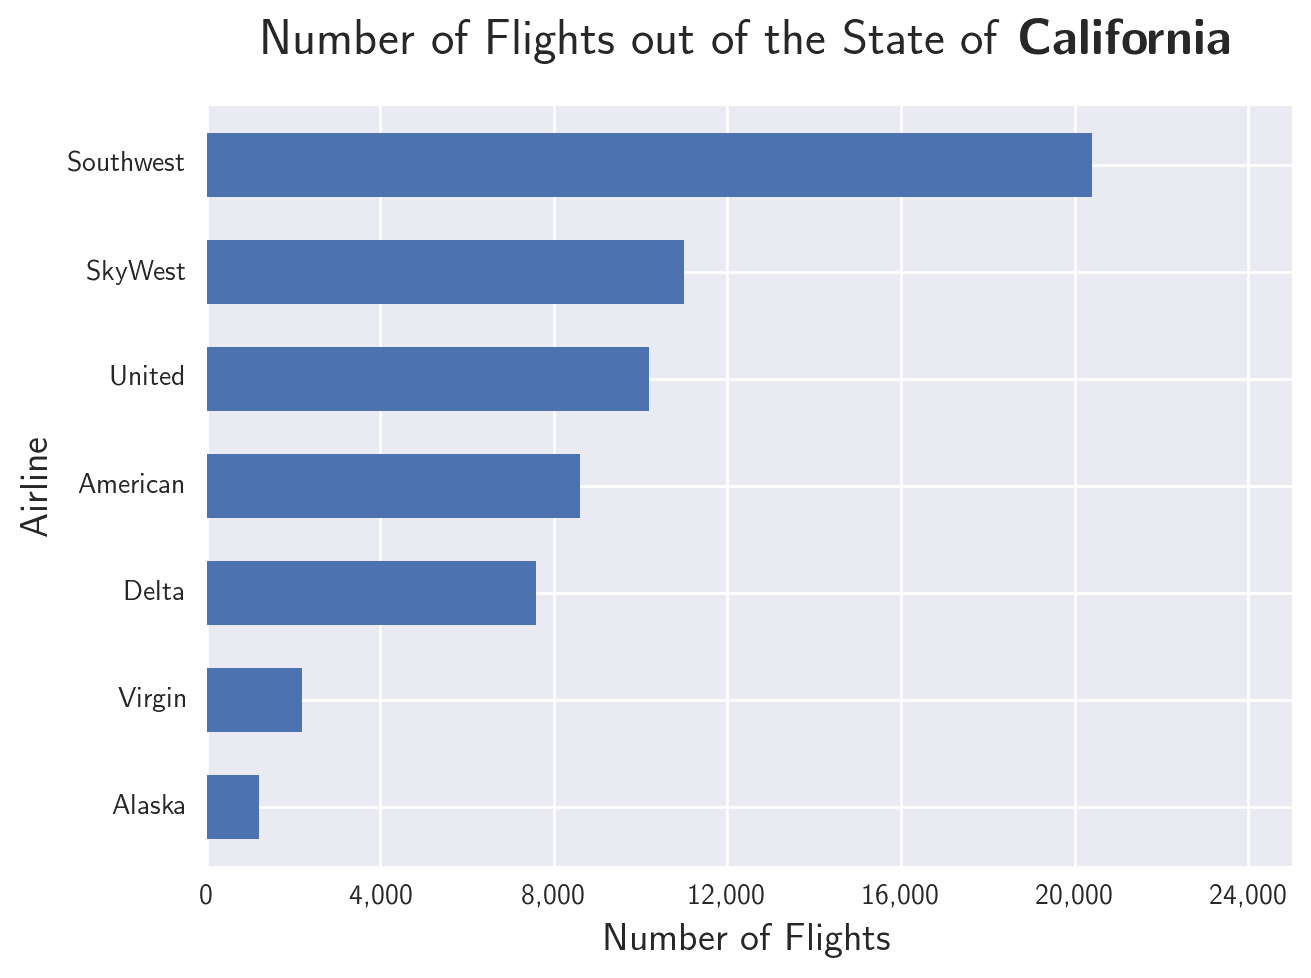 Number of Flights out of the State of California
Southwest
SkyWest
United
American
Delta
Virgin
Alaska
Airline
0 4,000 8,000 12,000 16,000 20,000 24,000
Number of Flights